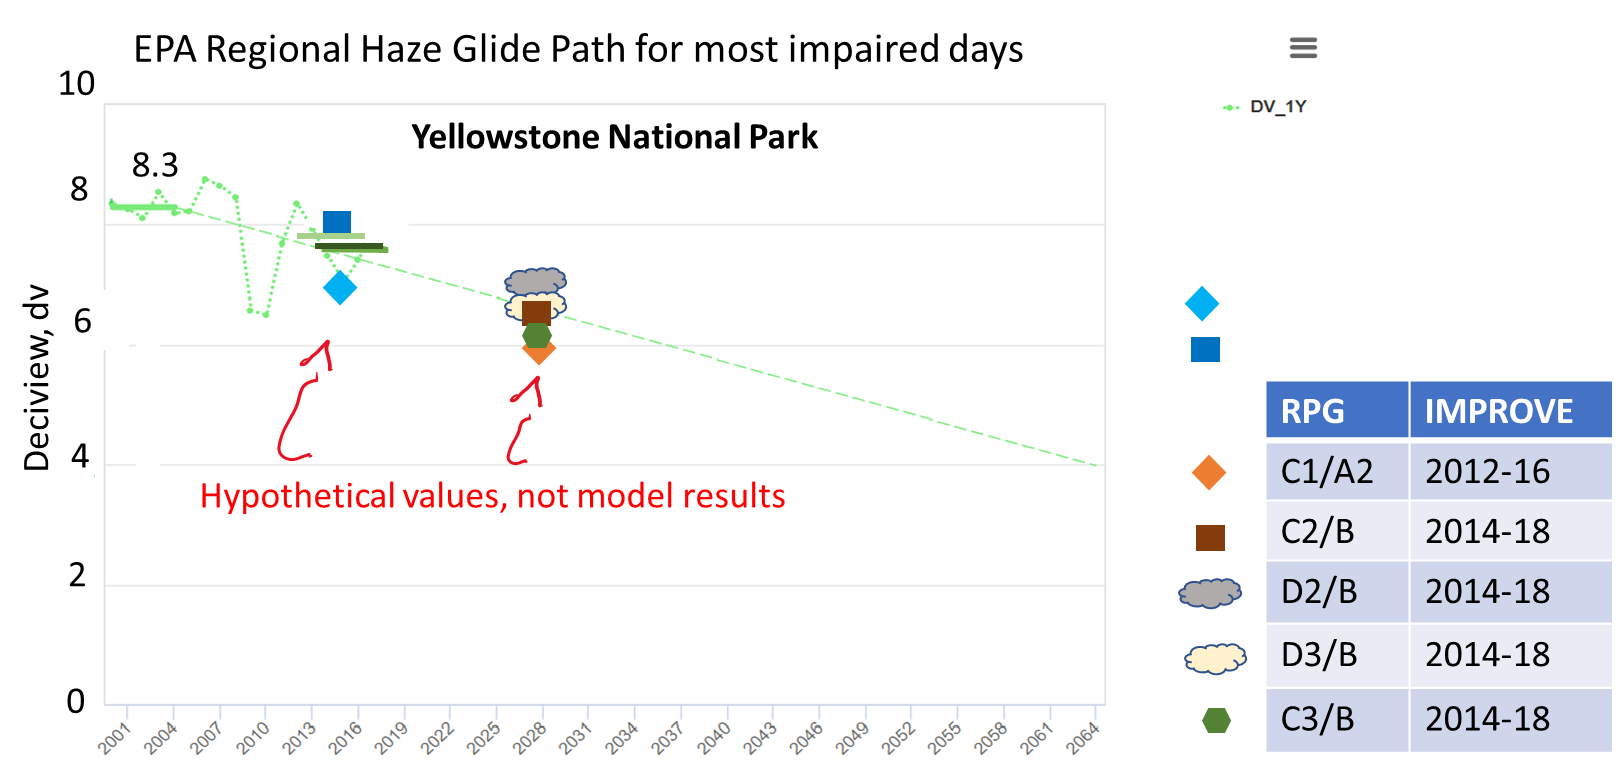 EPA Regional Haze Glide Path for most impaired days
DV_1Y
Yellowstone National Park
8.3
Deciview, dv
10
8
6
4
2
0
Hypothetical values, not model results
2001 2004 2007 2010 2013 2016 2019 2022 2025 2028 2031 2034 2037 2040 2043 2046 2049 2052 2055 2058 2061 2064
RPG IMPROVE
C1/A2 2012-16
C2/B 2014-18
D2/B 2014-18
D3/B 2014-18
C3/B 2014-18